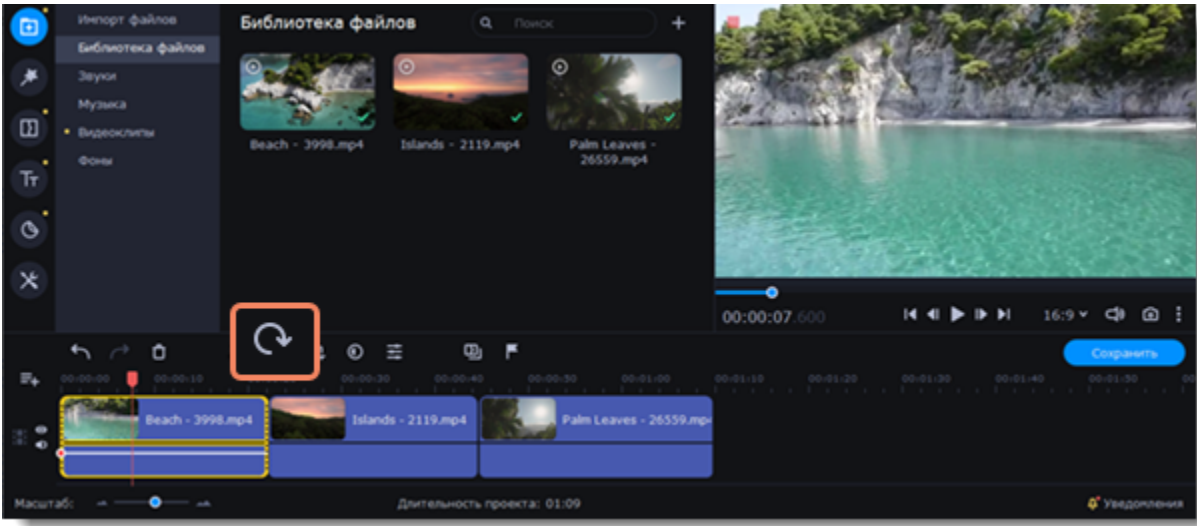 Импорт файлов
Библиотека файлов
Звуки
Музыка
Видеоклипы
Фоны
Библиотека файлов
Поиск
Beach - 3998.mp4
Islands - 2119.mp4
Palm Leaves -
26559.mp4
00:00:07.600
16:9
Сохранить
00:00:00
00:00:10
00:00:30
00:00:40
00:00:50
00:01:00
00:01:10
00:01:20
00:01:30
00:01:40
00:01:50
Beach - 3998.mp4
Islands - 2119.mp4
Palm Leaves - 26559.mp
Масштаб:
Длительность проекта: 01:09
Уведомления